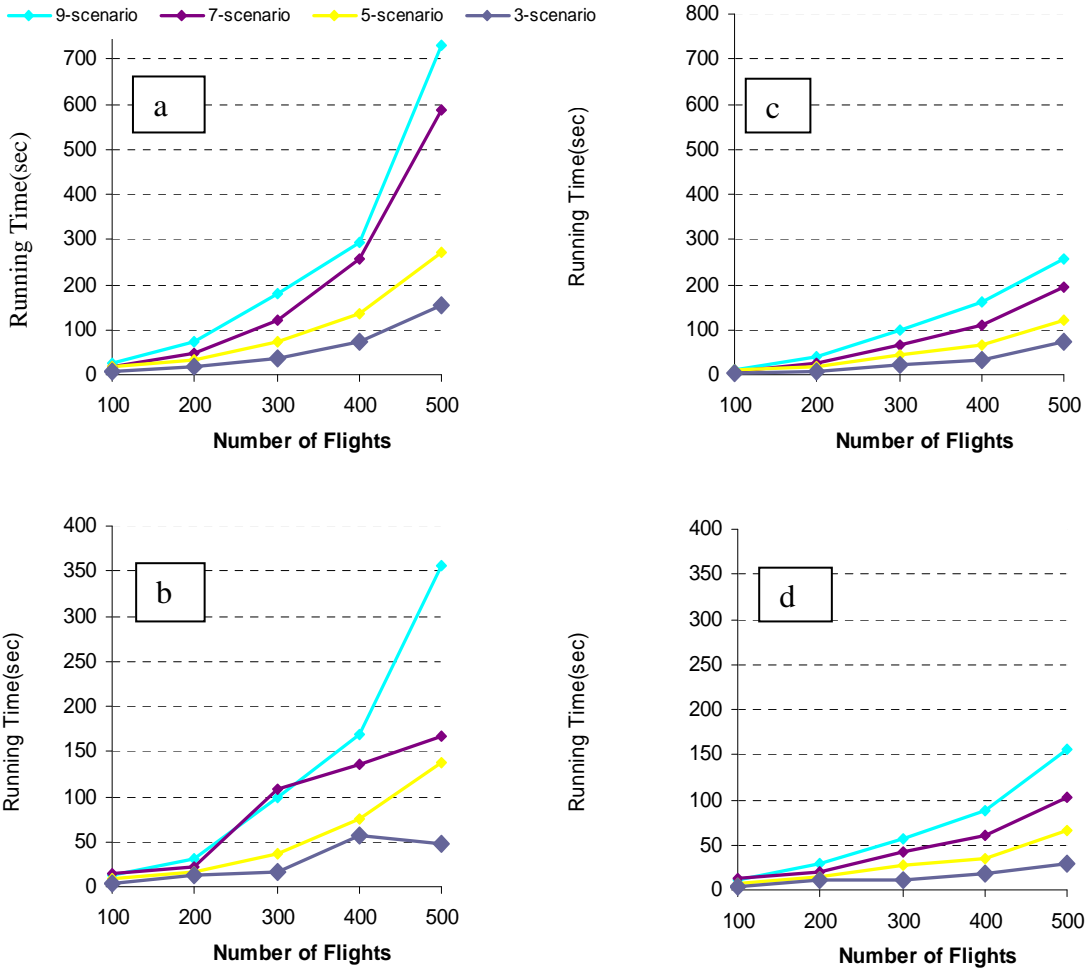 9-scenario 7-scenario 5-scenario 3-scenario
a
700
600
500
400
300
200
100
0
Running Time(sec)
100 200 300 400 500
Number of Flights
c
800
700
600
500
400
300
200
100
0
Running Time(sec)
100 200 300 400 500
Number of Flights
b
400
350
300
250
200
150
100
50
0
Running Time(sec)
100 200 300 400 500
Number of Flights
d
400
350
300
250
200
150
100
50
0
Running Time(sec)
100 200 300 400 500
Number of Flights